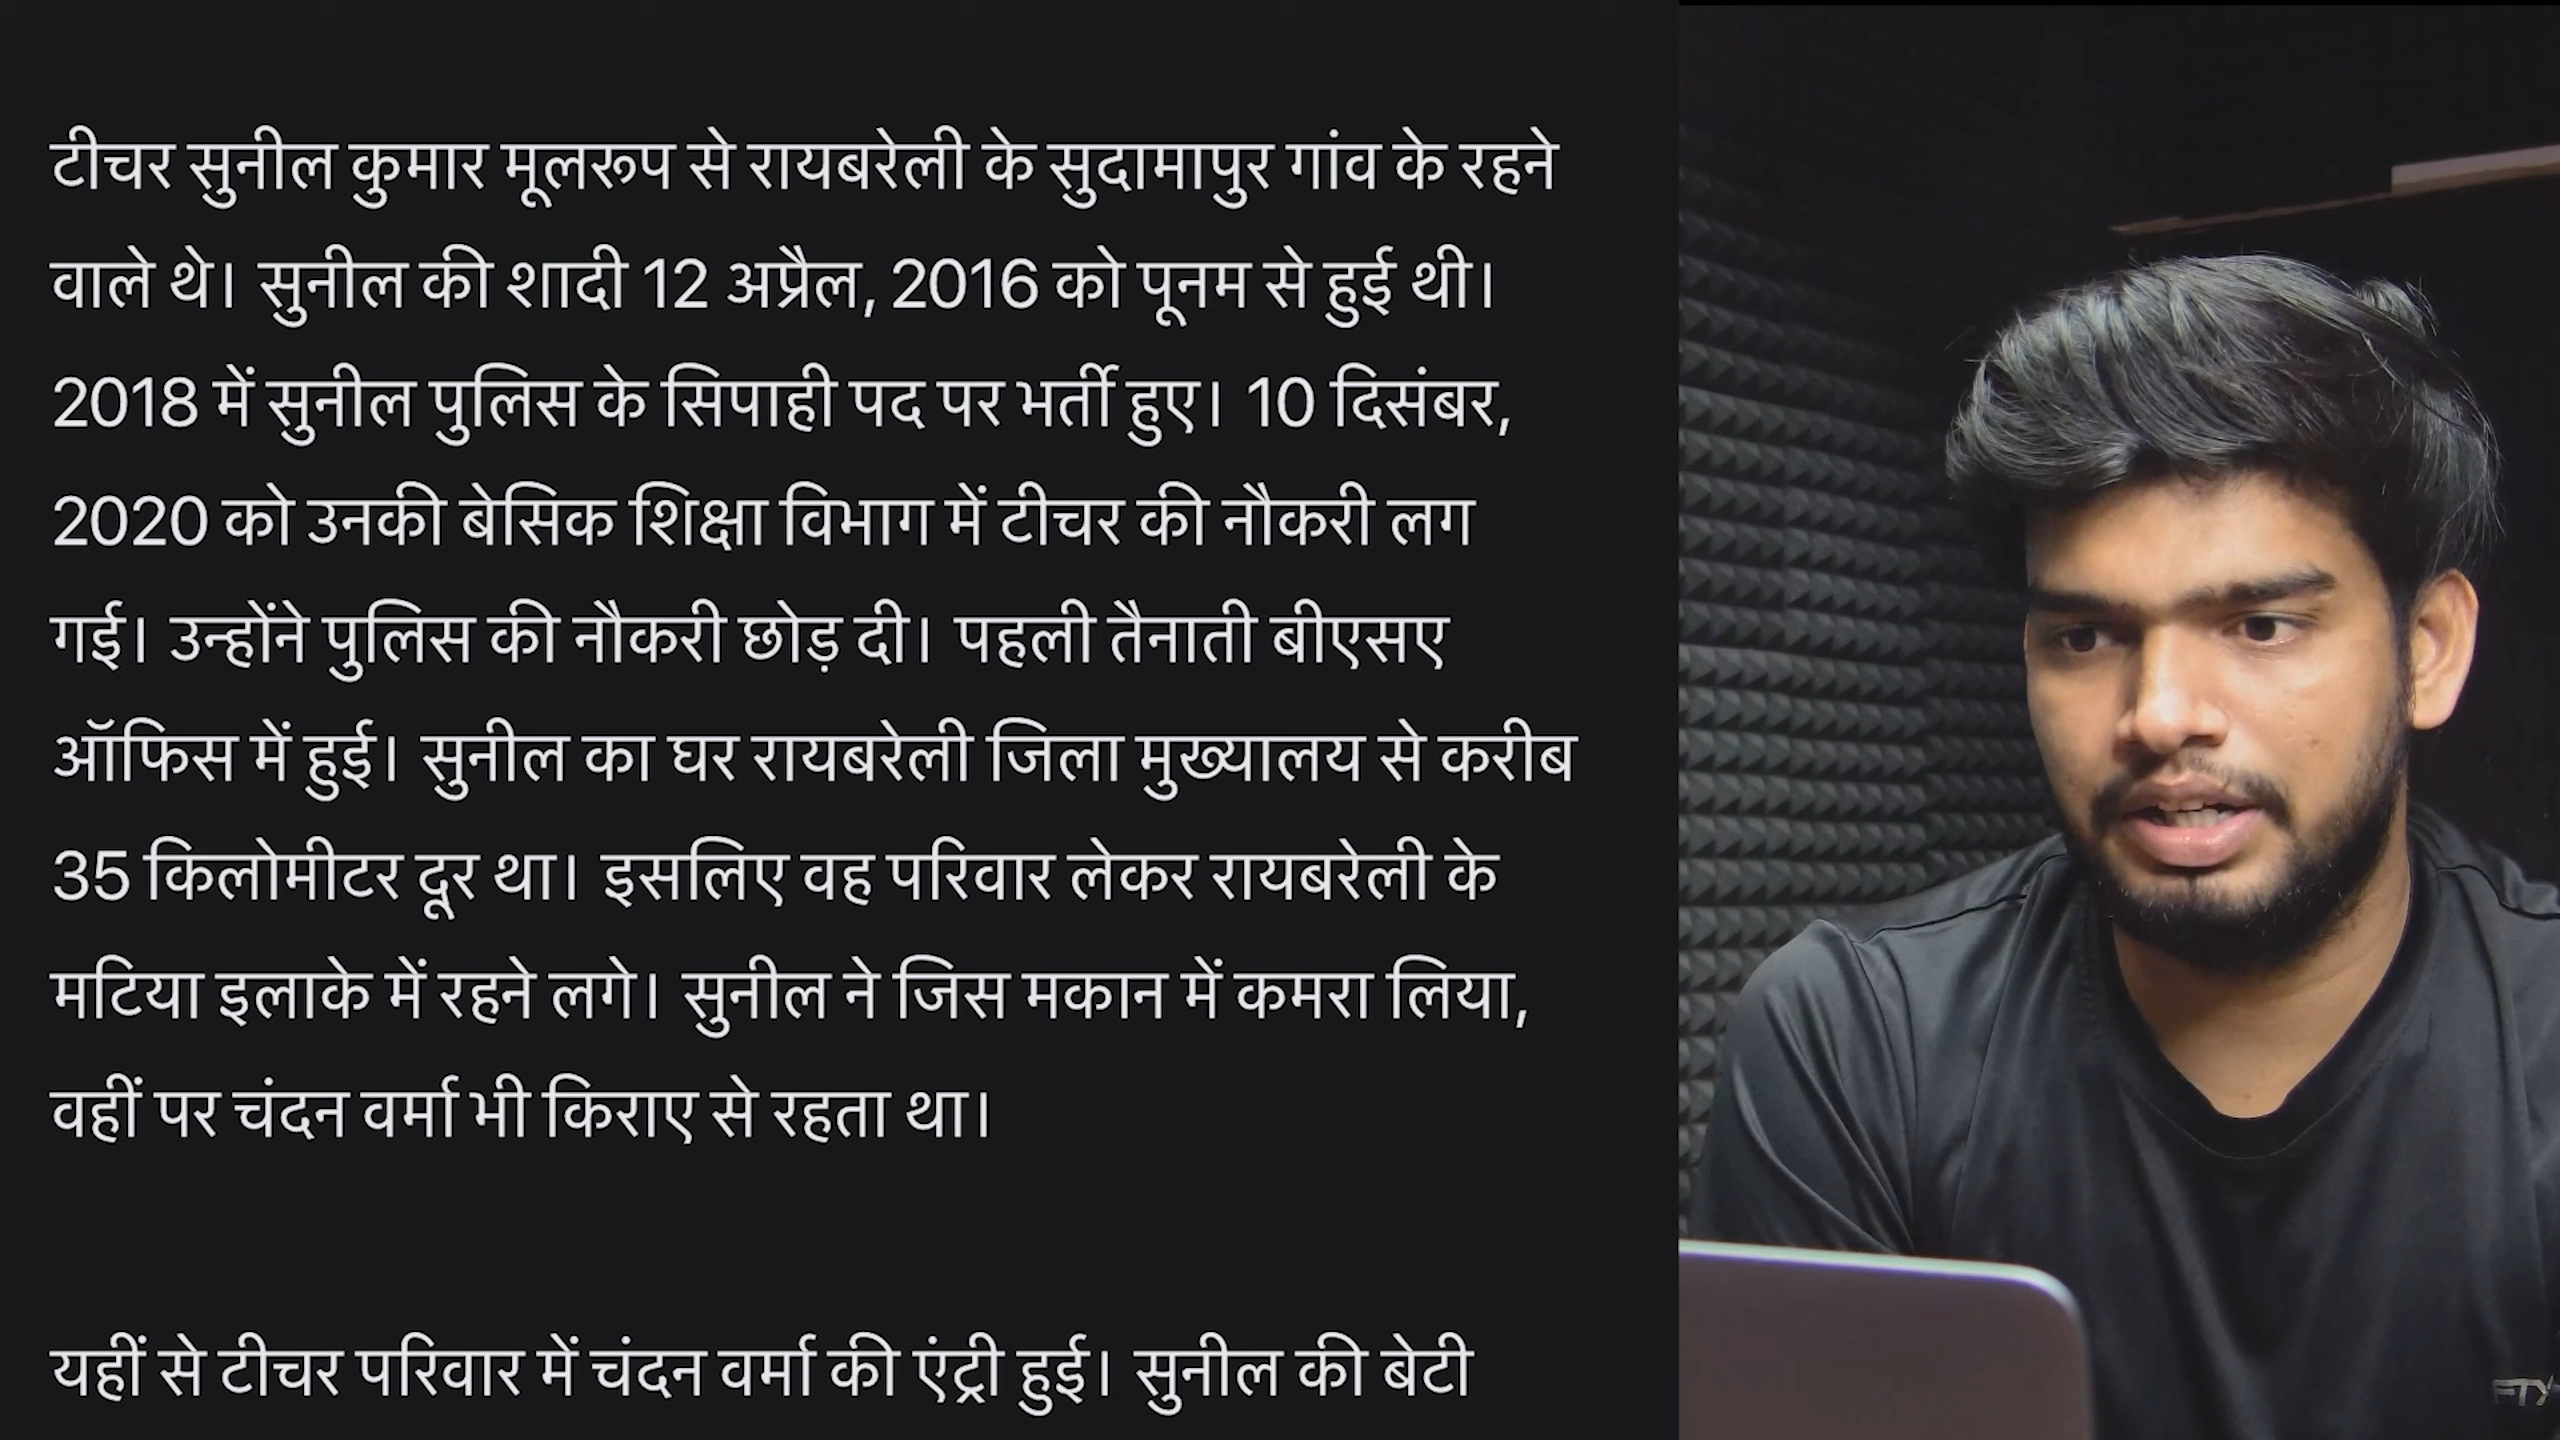 टीचर सुनील कुमार मूलरूप से रायबरेली के सुदामापुर गांव के रहने
वाले थे। सुनील की शादी 12 अप्रैल, 2016 को पूनम से हुई थी।
2018 में सुनील पुलिस के सिपाही पद पर भर्ती हुए। 10 दिसंबर,
2020 को उनकी बेसिक शिक्षा विभाग में टीचर की नौकरी लग
गई। उन्होंने पुलिस की नौकरी छोड़ दी। पहली तैनाती बीएसए
ऑफिस में हुई। सुनील का घर रायबरेली जिला मुख्यालय से करीब
35 किलोमीटर दूर था। इसलिए वह परिवार लेकर रायबरेली के
मटिया इलाके में रहने लगे। सुनील ने जिस मकान में कमरा लिया,
वहीं पर चंदन वर्मा भी किराए से रहता था।
यहीं से टीचर परिवार में चंदन वर्मा की एंट्री हुई। सुनील की बेटी